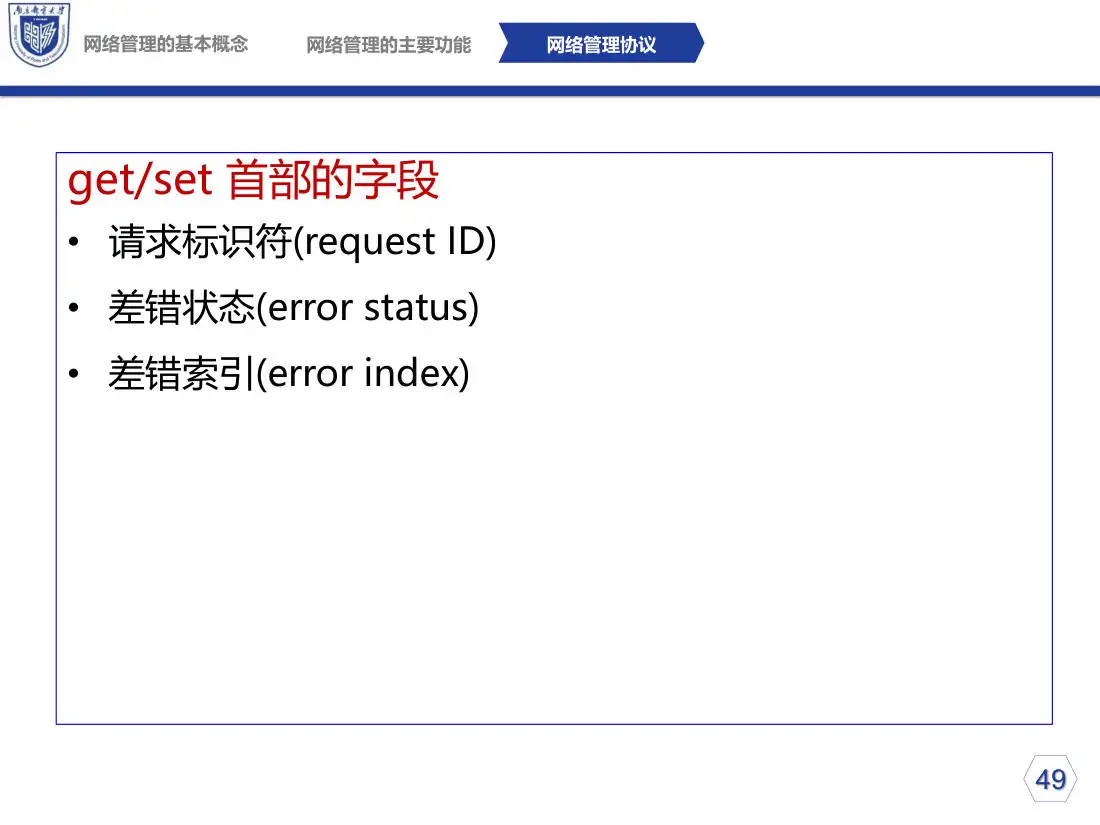 网络管理的基本概念
网络管理的主要功能
网络管理协议
get/set 首部的字段
• 请求标识符(request ID)
• 差错状态(error status)
• 差错索引(error index)
49